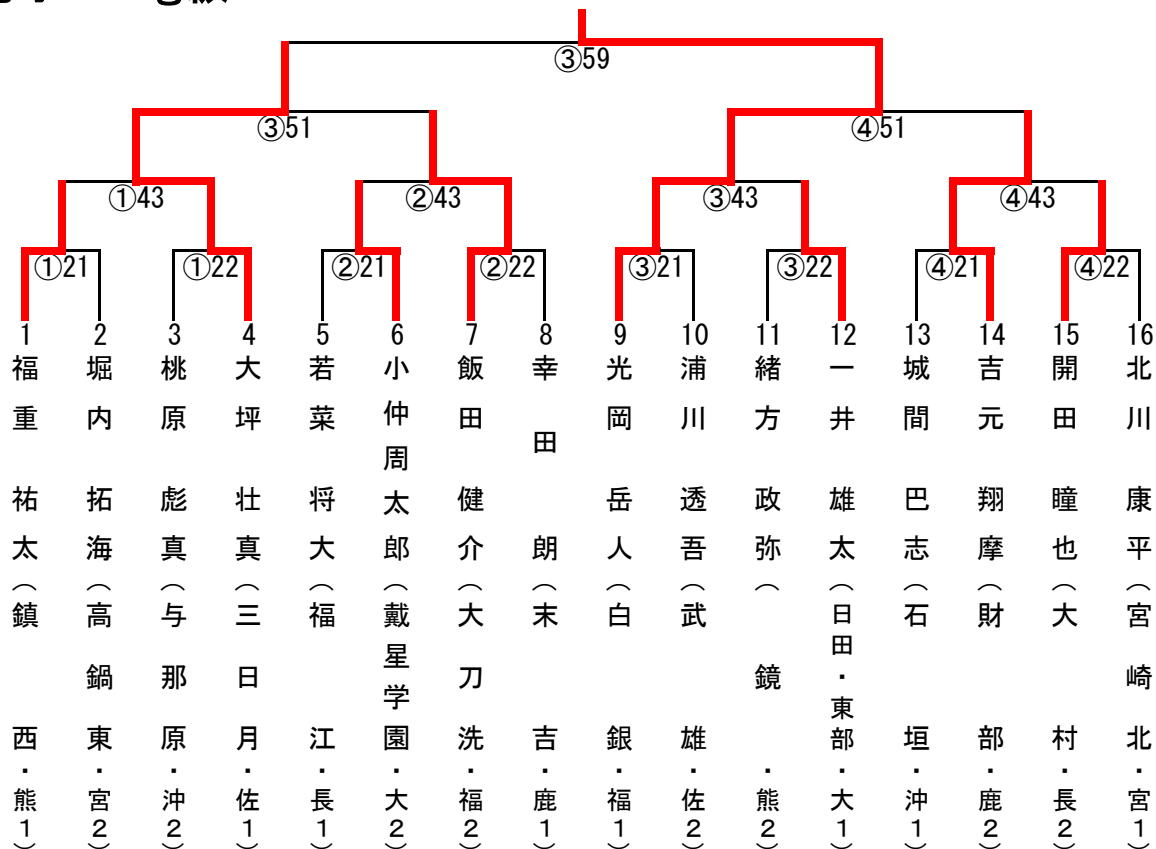 ③59
③51
④51
①43
②43
③43
④43
①21
①22
②21
②22
③21
③22
④21
④22
1 福重祐太（鎮西・熊1）
2 堀内拓海（高鍋東・宮2）
3 桃原彪真（与那原・沖2）
4 大坪壮真（三日月・佐1）
5 若菜将大（福江・長1）
6 小仲周太郎（戴星学園・大2）
7 飯田健介（大刀洗・福2）
8 幸田朗（末吉・鹿1）
9 光岡岳人（白銀・福1）
10 浦川透吾（武雄・佐2）
11 緒方政弥（鏡・熊2）
12 一井雄太（日田・東部・大1）
13 城間巴志（石垣・沖1）
14 吉元翔摩（財部・鹿2）
15 開田瞳也（大村・長2）
16 北川康平（宮崎北・宮1）